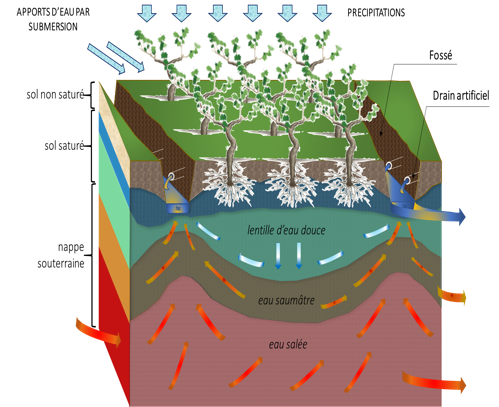 APPORTS D'EAU PAR
SUBMERSION
PRECIPITATIONS
Fossé
Drain artificiel
sol non saturé
sol saturé
nappe
souterraine
lentille d'eau douce
eau saumâtre
eau salée